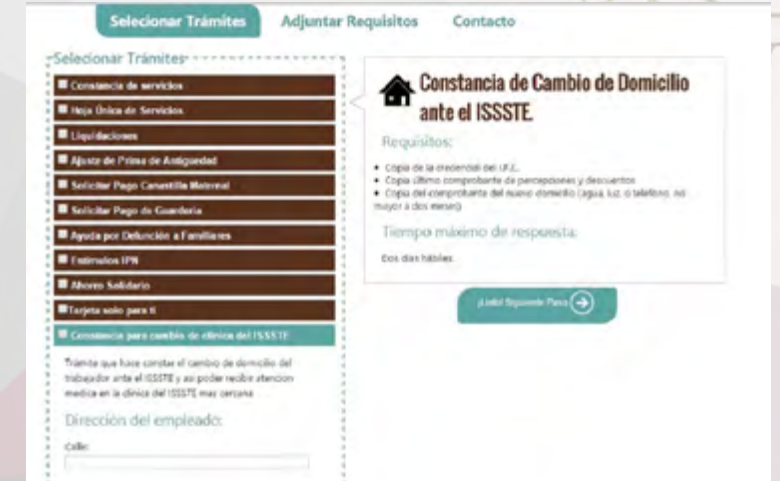 Selecionar Trámites
Adjuntar Requisitos
Contacto
Selecionar Trámites
Constancia de servicios
Hoja Única de Servicios
Liquidaciones
Ajuste de Prima de Antigüedad
Solicitar Pago Canastilla Maternal
Solicitar Pago de Guardería
Ayuda por Defunción a Familiares
Estímulos IPN
Ahorro Solidario
Tarjeta solo para ti
Constancia para cambio de clínica del ISSSTE
Trámite que hace constar el cambio de domicilio del
trabajador ante el ISSSTE y así poder recibir atencion
medica en la clinica del ISSSTE mas cercana
Dirección del empleado:
Calle:
Constancia de Cambio de Domicilio
ante el ISSSTE.
Requisitos:
• Copia de la credencial del I.F.E.
• Copia último comprobante de percepciones y descuentos
• Copia del comprobante del nuevo domicilio (agua, luz, o teléfono, no
mayor a dos meses)
Tiempo máximo de respuesta:
Dos días hábiles.
¡Listo! Siguiente Paso